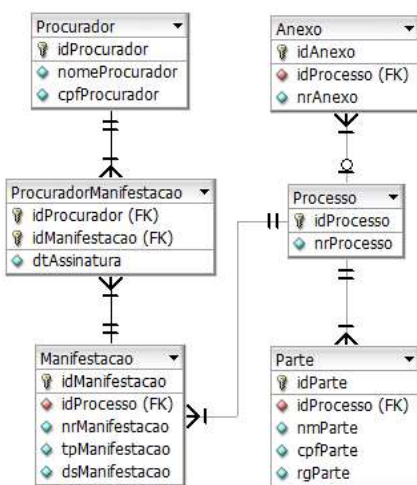 Procurador
idProcurador
nomeProcurador
cpfProcurador
Anexo
idAnexo
idProcesso (FK)
nrAnexo
ProcuradorManifestacao
idProcurador (FK)
idManifestacao (FK)
dtAssinatura
Processo
idProcesso
nrProcesso
Manifestacao
idManifestacao
idProcesso (FK)
nrManifestacao
tpManifestacao
dsManifestacao
Parte
idParte
idProcesso (FK)
nmParte
cpfParte
rgParte